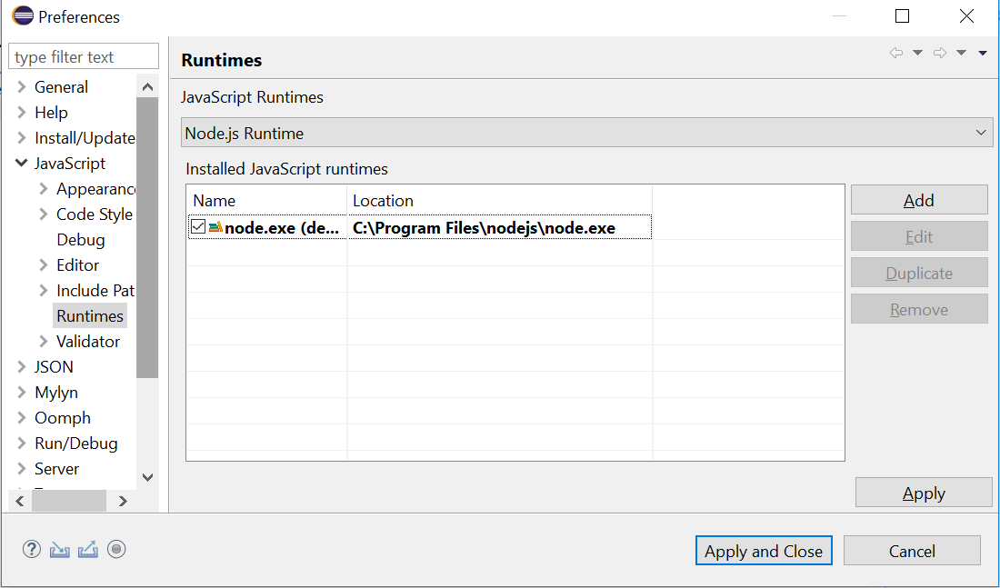 Preferences
type filter text
General
Help
Install/Update
JavaScript
Appearanc
Code Style
Debug
Editor
Include Pat
Runtimes
Validator
JSON
Mylyn
Oomph
Run/Debug
Server
Runtimes
JavaScript Runtimes
Node.js Runtime
Installed JavaScript runtimes
Name Location
node.exe (de... C:\Program Files\nodejs\node.exe
Add
Edit
Duplicate
Remove
Apply
Apply and Close Cancel